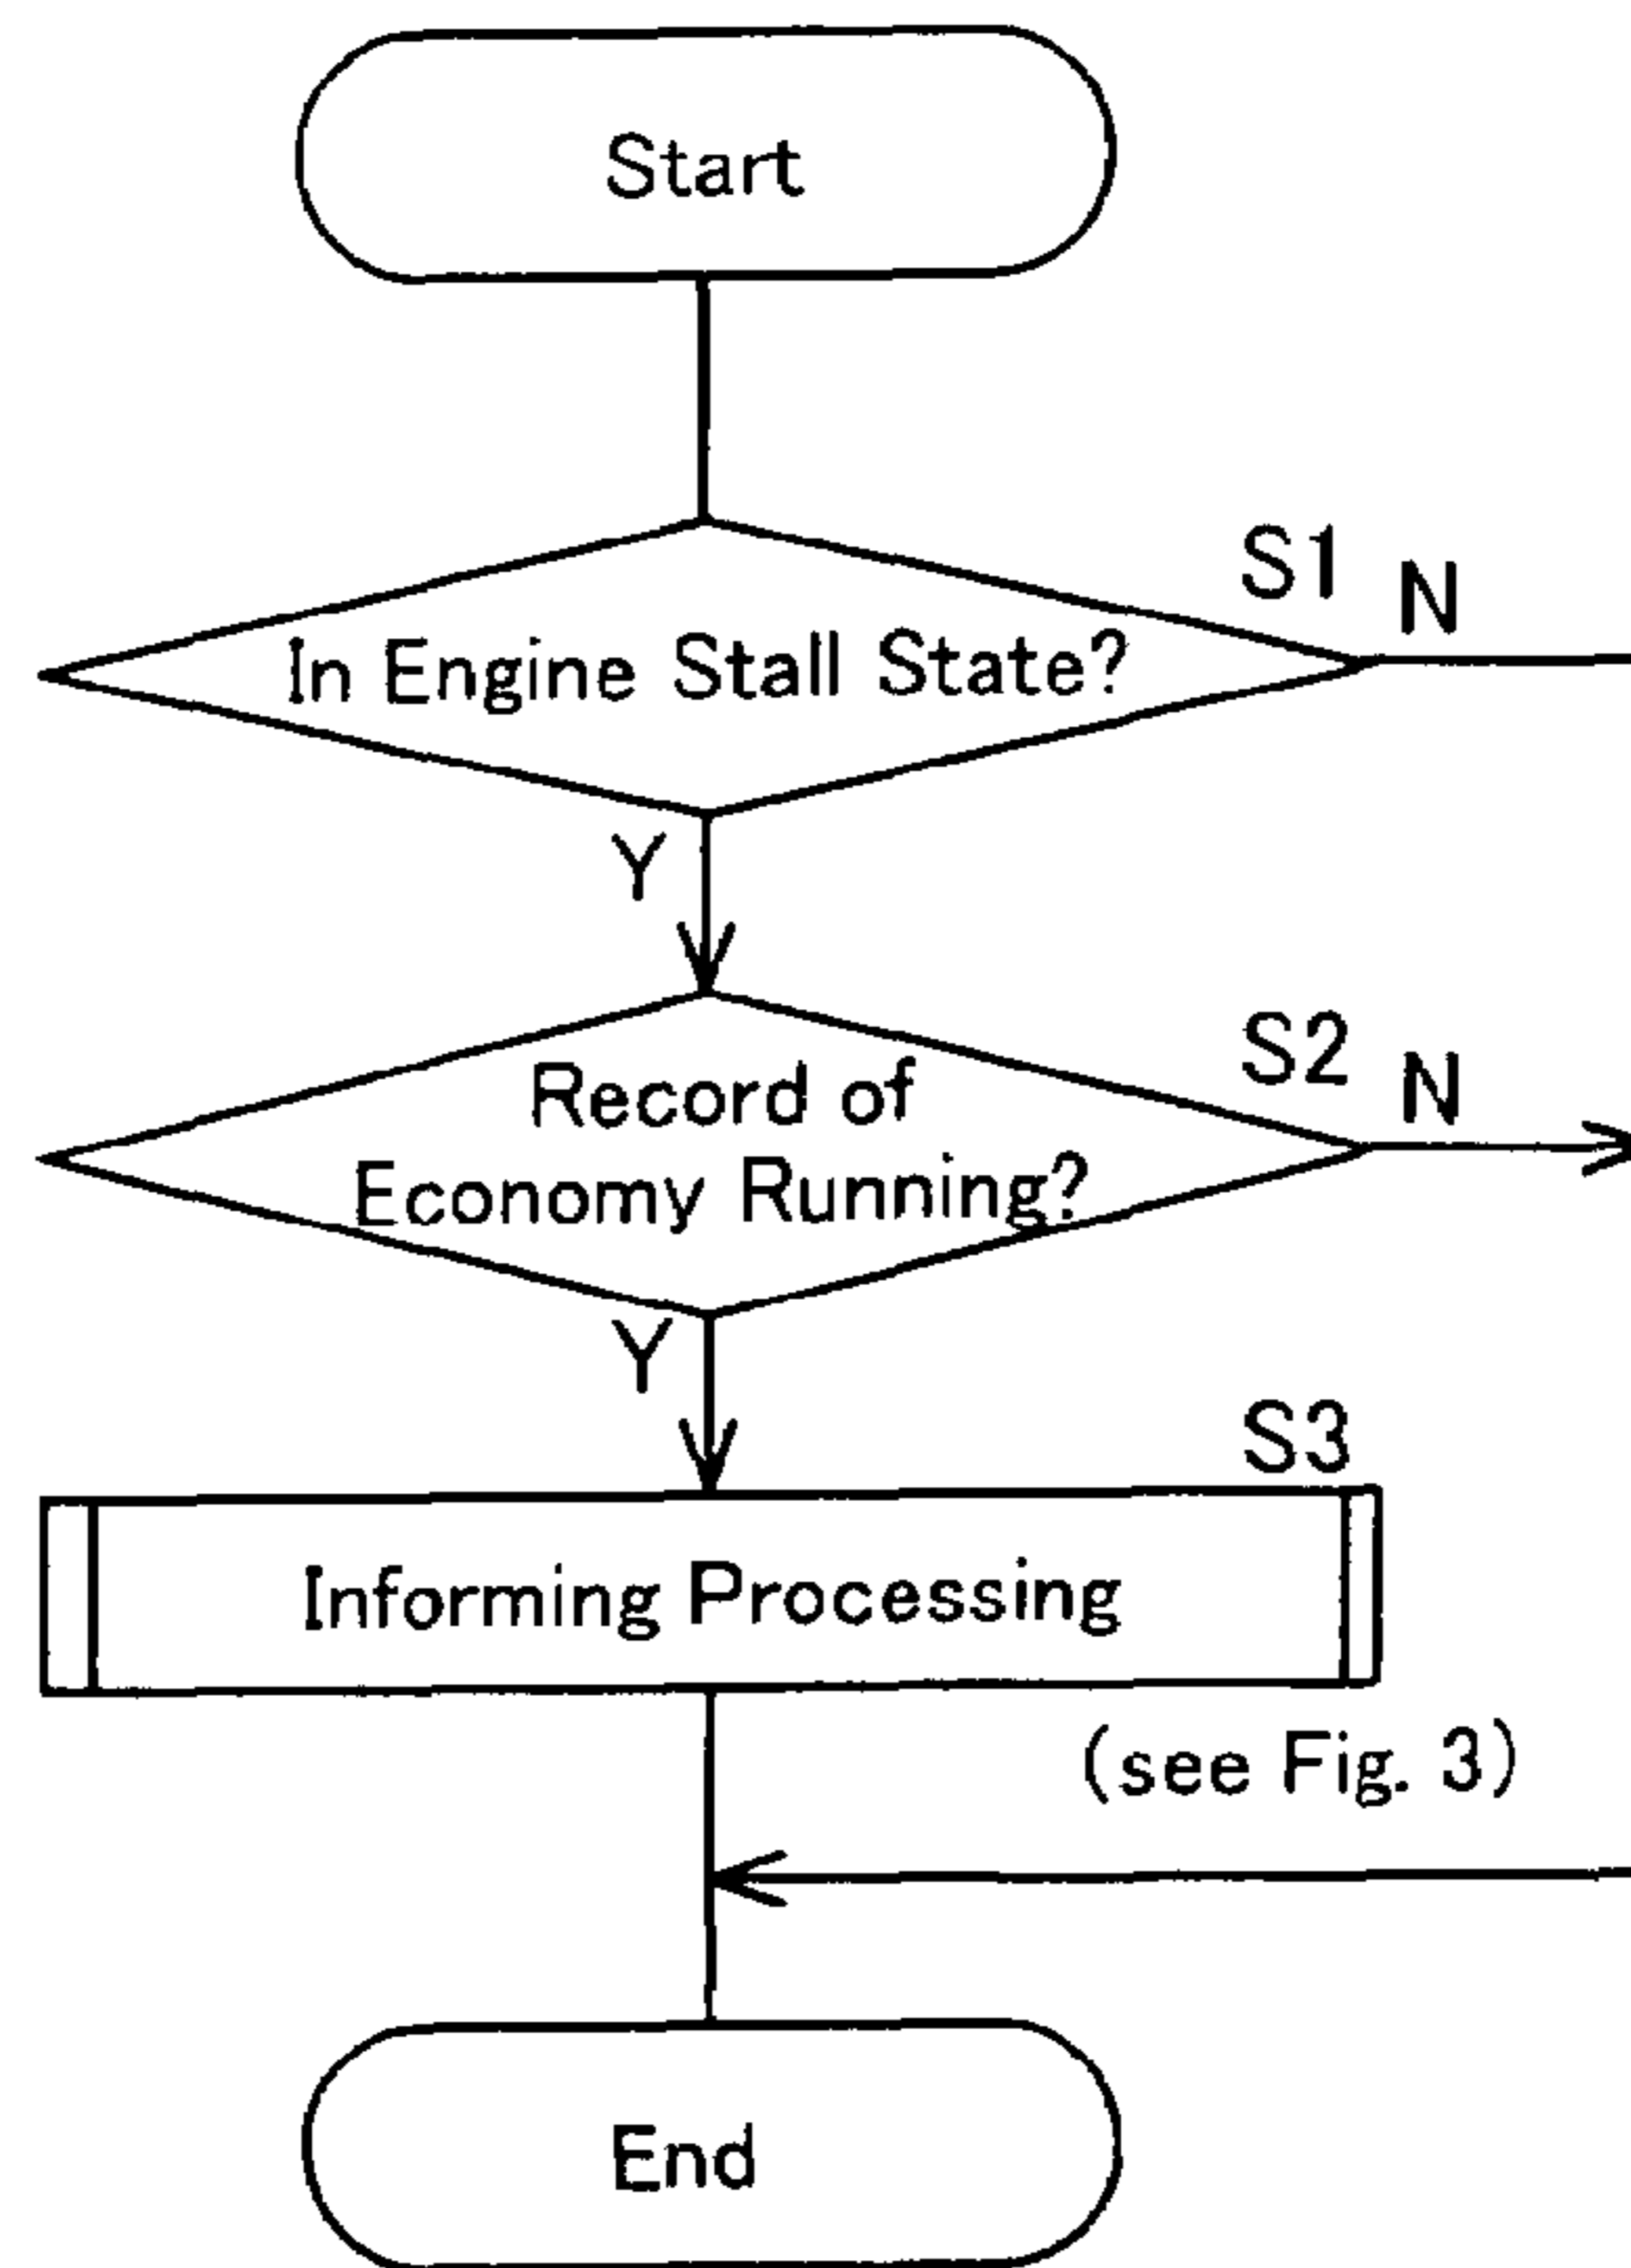 Start
S1
N
In Engine Stall State?
Y
S2
N
Record of
Economy Running?
Y
S3
Informing Processing
(see Fig. 3)
End